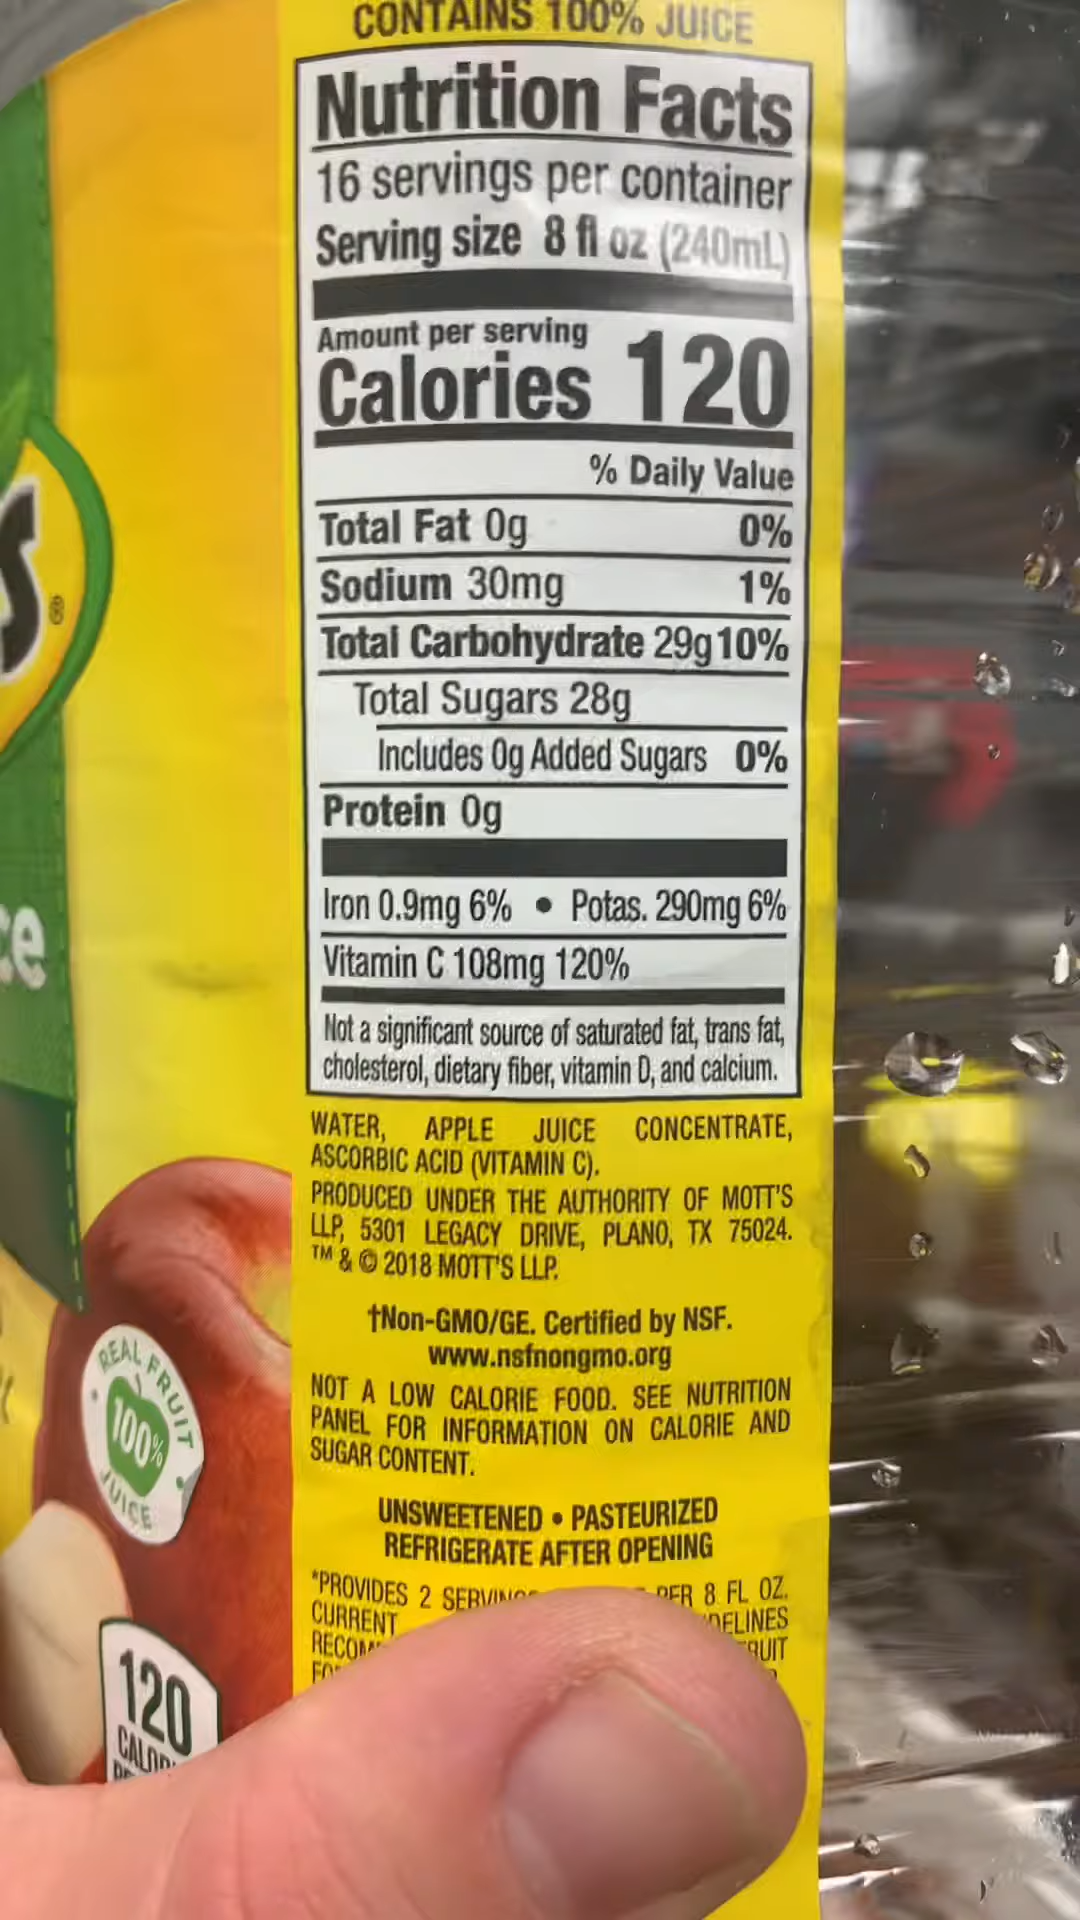 CONTAINS 100% JUICE
Nutrition Facts
16 servings per container
Serving size 8 fl oz (240mL)
Amount per serving
Calories 120
% Daily Value
Total Fat 0g 0%
Sodium 30mg 1%
Total Carbohydrate 29g 10%
Total Sugars 28g
Includes 0g Added Sugars 0%
Protein 0g
Iron 0.9mg 6% • Potas. 290mg 6%
Vitamin C 108mg 120%
Not a significant source of saturated fat, trans fat,
cholesterol, dietary fiber, vitamin D, and calcium.
WATER, APPLE JUICE CONCENTRATE,
ASCORBIC ACID (VITAMIN C).
PRODUCED UNDER THE AUTHORITY OF MOTT'S
LLP, 5301 LEGACY DRIVE, PLANO, TX 75024.
TM & © 2018 MOTT'S LLP.
†Non-GMO/GE. Certified by NSF.
www.nsfnongmo.org
NOT A LOW CALORIE FOOD. SEE NUTRITION
PANEL FOR INFORMATION ON CALORIE AND
SUGAR CONTENT.
UNSWEETENED • PASTEURIZED
REFRIGERATE AFTER OPENING
*PROVIDES 2 PER 8 FL OZ.
CURRENT
REAL FRUIT
100%
JUICE
120